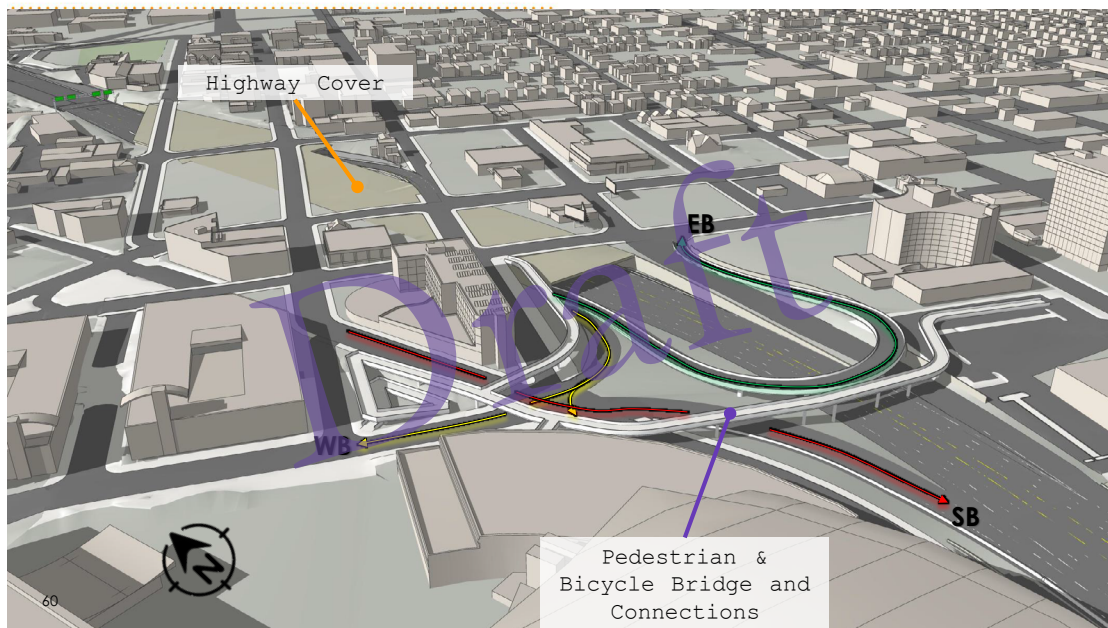 Highway Cover
EB
Draft
WB
SB
N
Pedestrian &
Bicycle Bridge and
Connections
60